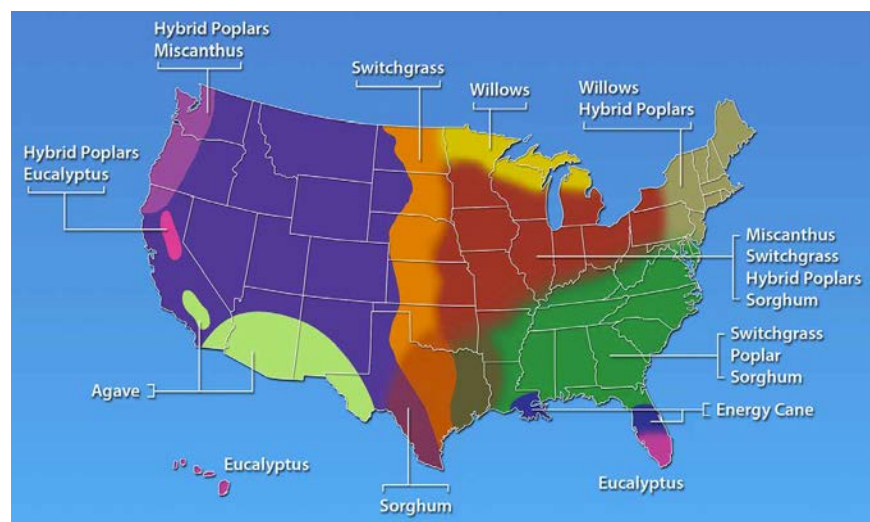 Hybrid Poplars
Miscanthus
Switchgrass
Willows
Willows
Hybrid Poplars
Hybrid Poplars
Eucalyptus
Miscanthus
Switchgrass
Hybrid Poplars
Sorghum
Switchgrass
Poplar
Sorghum
Agave
Energy Cane
Eucalyptus
Eucalyptus
Sorghum